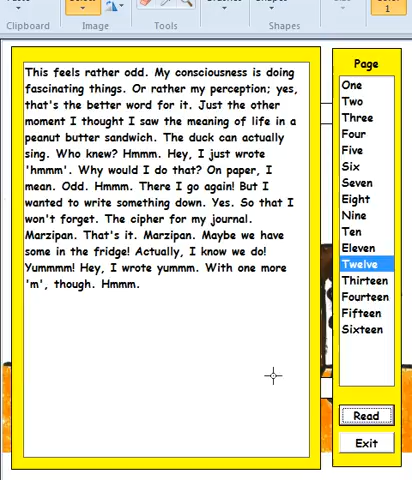 Clipboard
Image
Tools
Shapes
Select
Brushes
Shapes
Color
1
This feels rather odd. My consciousness is doing
fascinating things. Or rather my perception; yes,
that's the better word for it. Just the other
moment I thought I saw the meaning of life in a
peanut butter sandwich. The duck can actually
sing. Who knew? Hmmm. Hey, I just wrote
'hmmm'. Why would I do that? On paper, I
mean. Odd. Hmmm. There I go again! But I
wanted to write something down. Yes. So that I
won't forget. The cipher for my journal.
Marzipan. That's it. Marzipan. Maybe we have
some in the fridge! Actually, I know we do!
Yummmm! Hey, I wrote yummm. With one more
'm', though. Hmmm.
Page
One
Two
Three
Four
Five
Six
Seven
Eight
Nine
Ten
Eleven
Twelve
Thirteen
Fourteen
Fifteen
Sixteen
Read
Exit